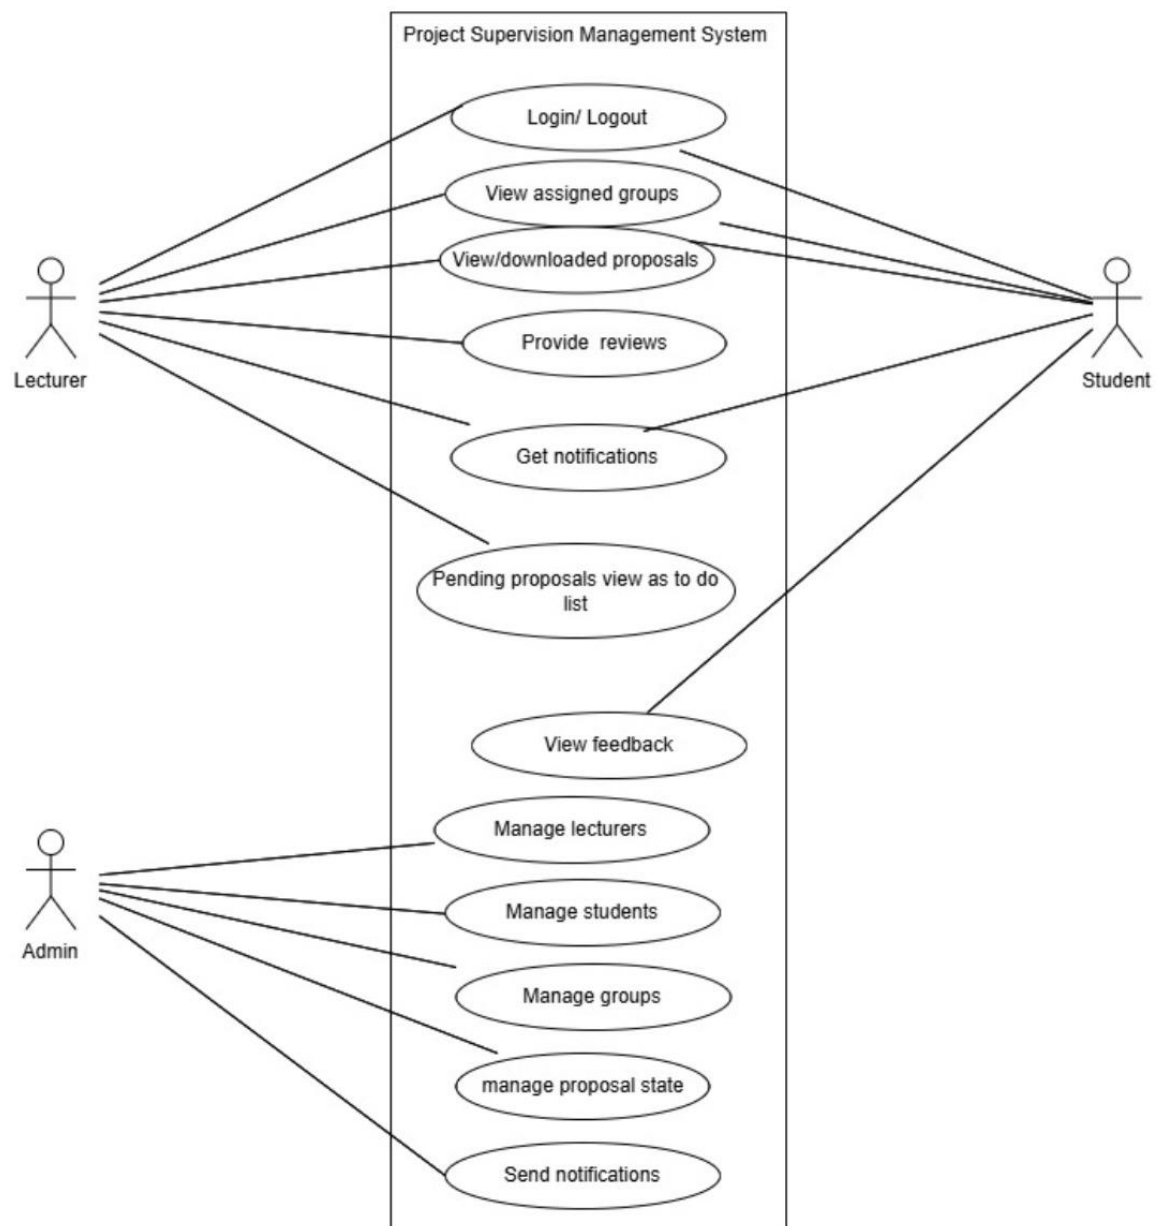 Project Supervision Management System
Login/ Logout
View assigned groups
View/downloaded proposals
Provide  reviews
Lecturer
Student
Get notifications
Pending proposals view as to do
list
View feedback
Manage lecturers
Manage students
Admin
Manage groups
manage proposal state
Send notifications